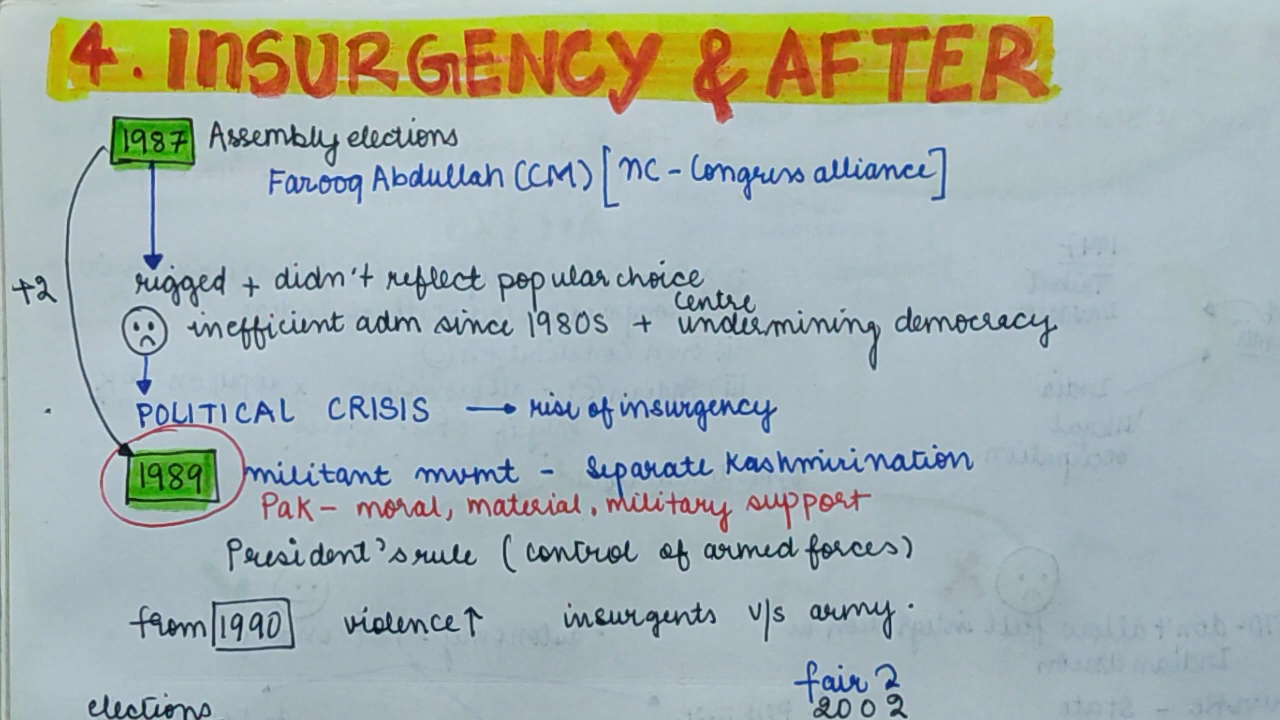 4. INSURGENCY & AFTER
1987 Assembly elections
Farooq Abdullah (CM) [NC - Congress alliance]
rigged + didn't reflect popular choice
+2
centre
inefficient adm since 1980s + undermining democracy
POLITICAL CRISIS → rise of insurgency
1989 militant mvmt - Separate Kashmiri nation
Pak - moral, material, military support
President's rule (control of armed forces)
from 1990 violence↑ insurgents v/s army.
fair 2
elections 2002